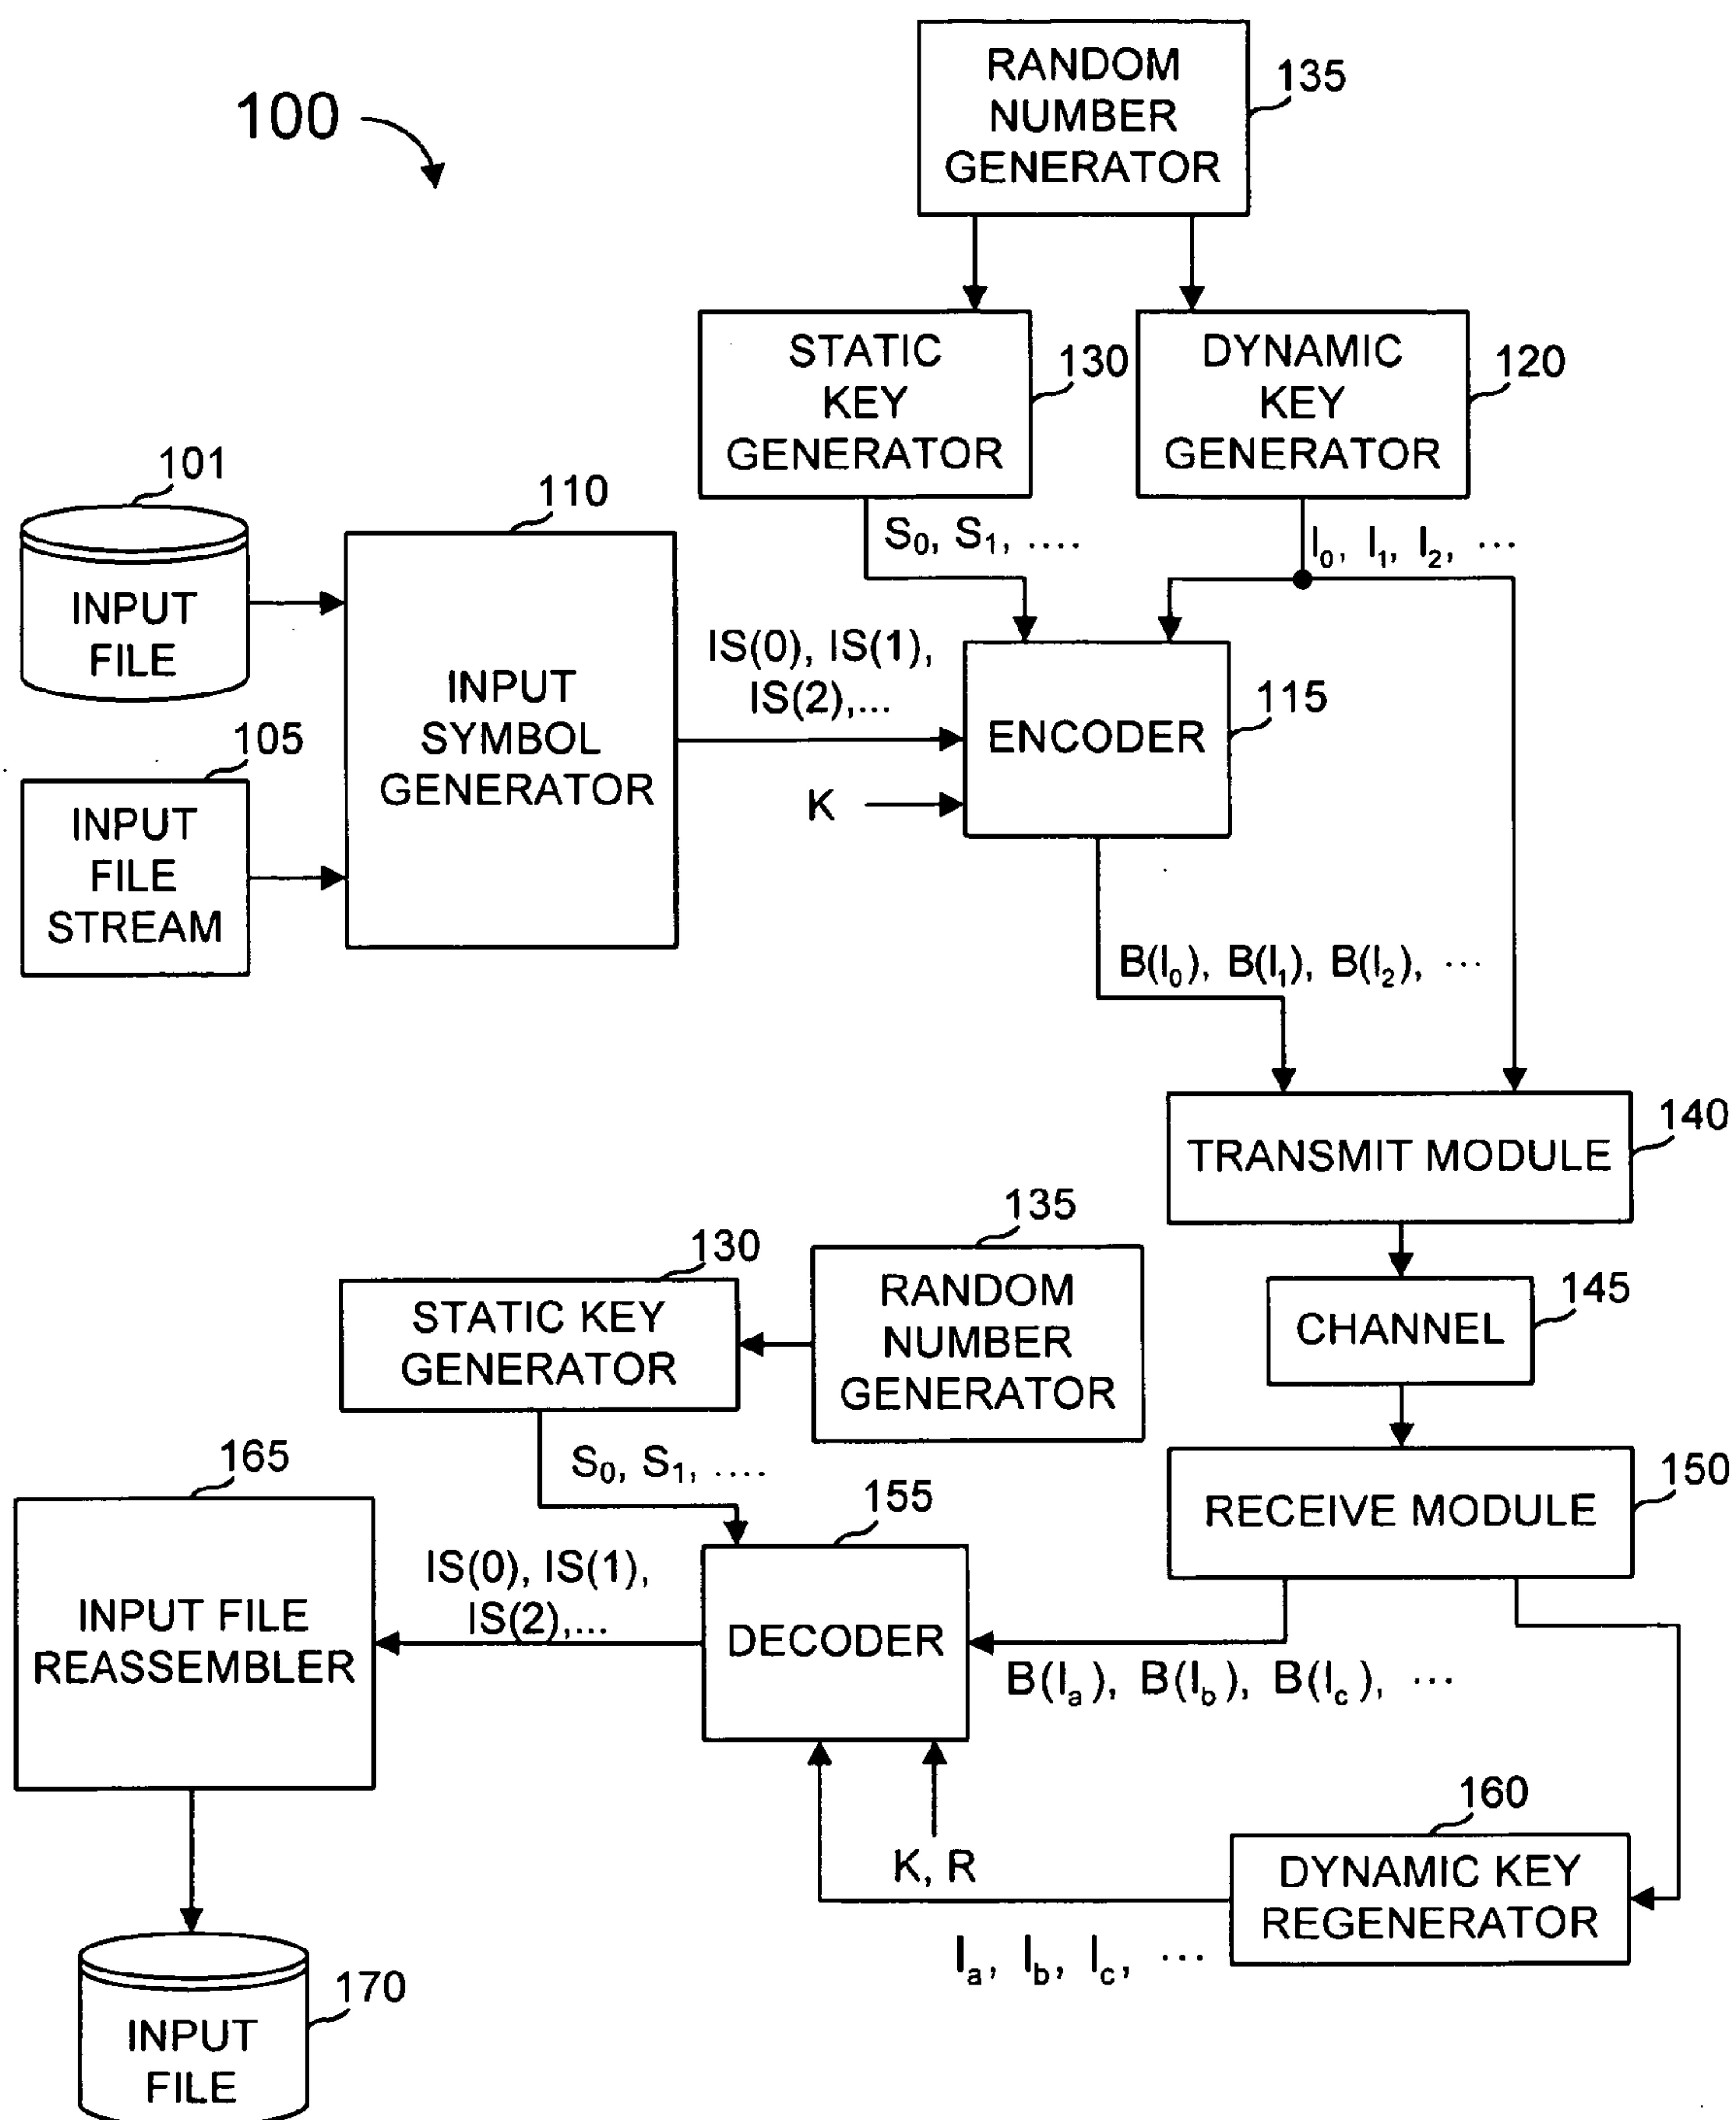 100
RANDOM
NUMBER
GENERATOR
135
STATIC
KEY
GENERATOR
130
DYNAMIC
KEY
GENERATOR
120
S₀, S₁, ....
I₀, I₁, I₂, ...
101
INPUT
FILE
105
INPUT
FILE
STREAM
110
INPUT
SYMBOL
GENERATOR
IS(0), IS(1),
IS(2),...
K
ENCODER
115
B(I₀), B(I₁), B(I₂), ...
TRANSMIT MODULE
140
CHANNEL
145
RECEIVE MODULE
150
135
RANDOM
NUMBER
GENERATOR
130
STATIC KEY
GENERATOR
S₀, S₁, ....
155
DECODER
B(Iₐ), B(I_b), B(I_c), ...
IS(0), IS(1),
IS(2),...
165
INPUT FILE
REASSEMBLER
K, R
160
DYNAMIC KEY
REGENERATOR
Iₐ, I_b, I_c, ...
170
INPUT
FILE